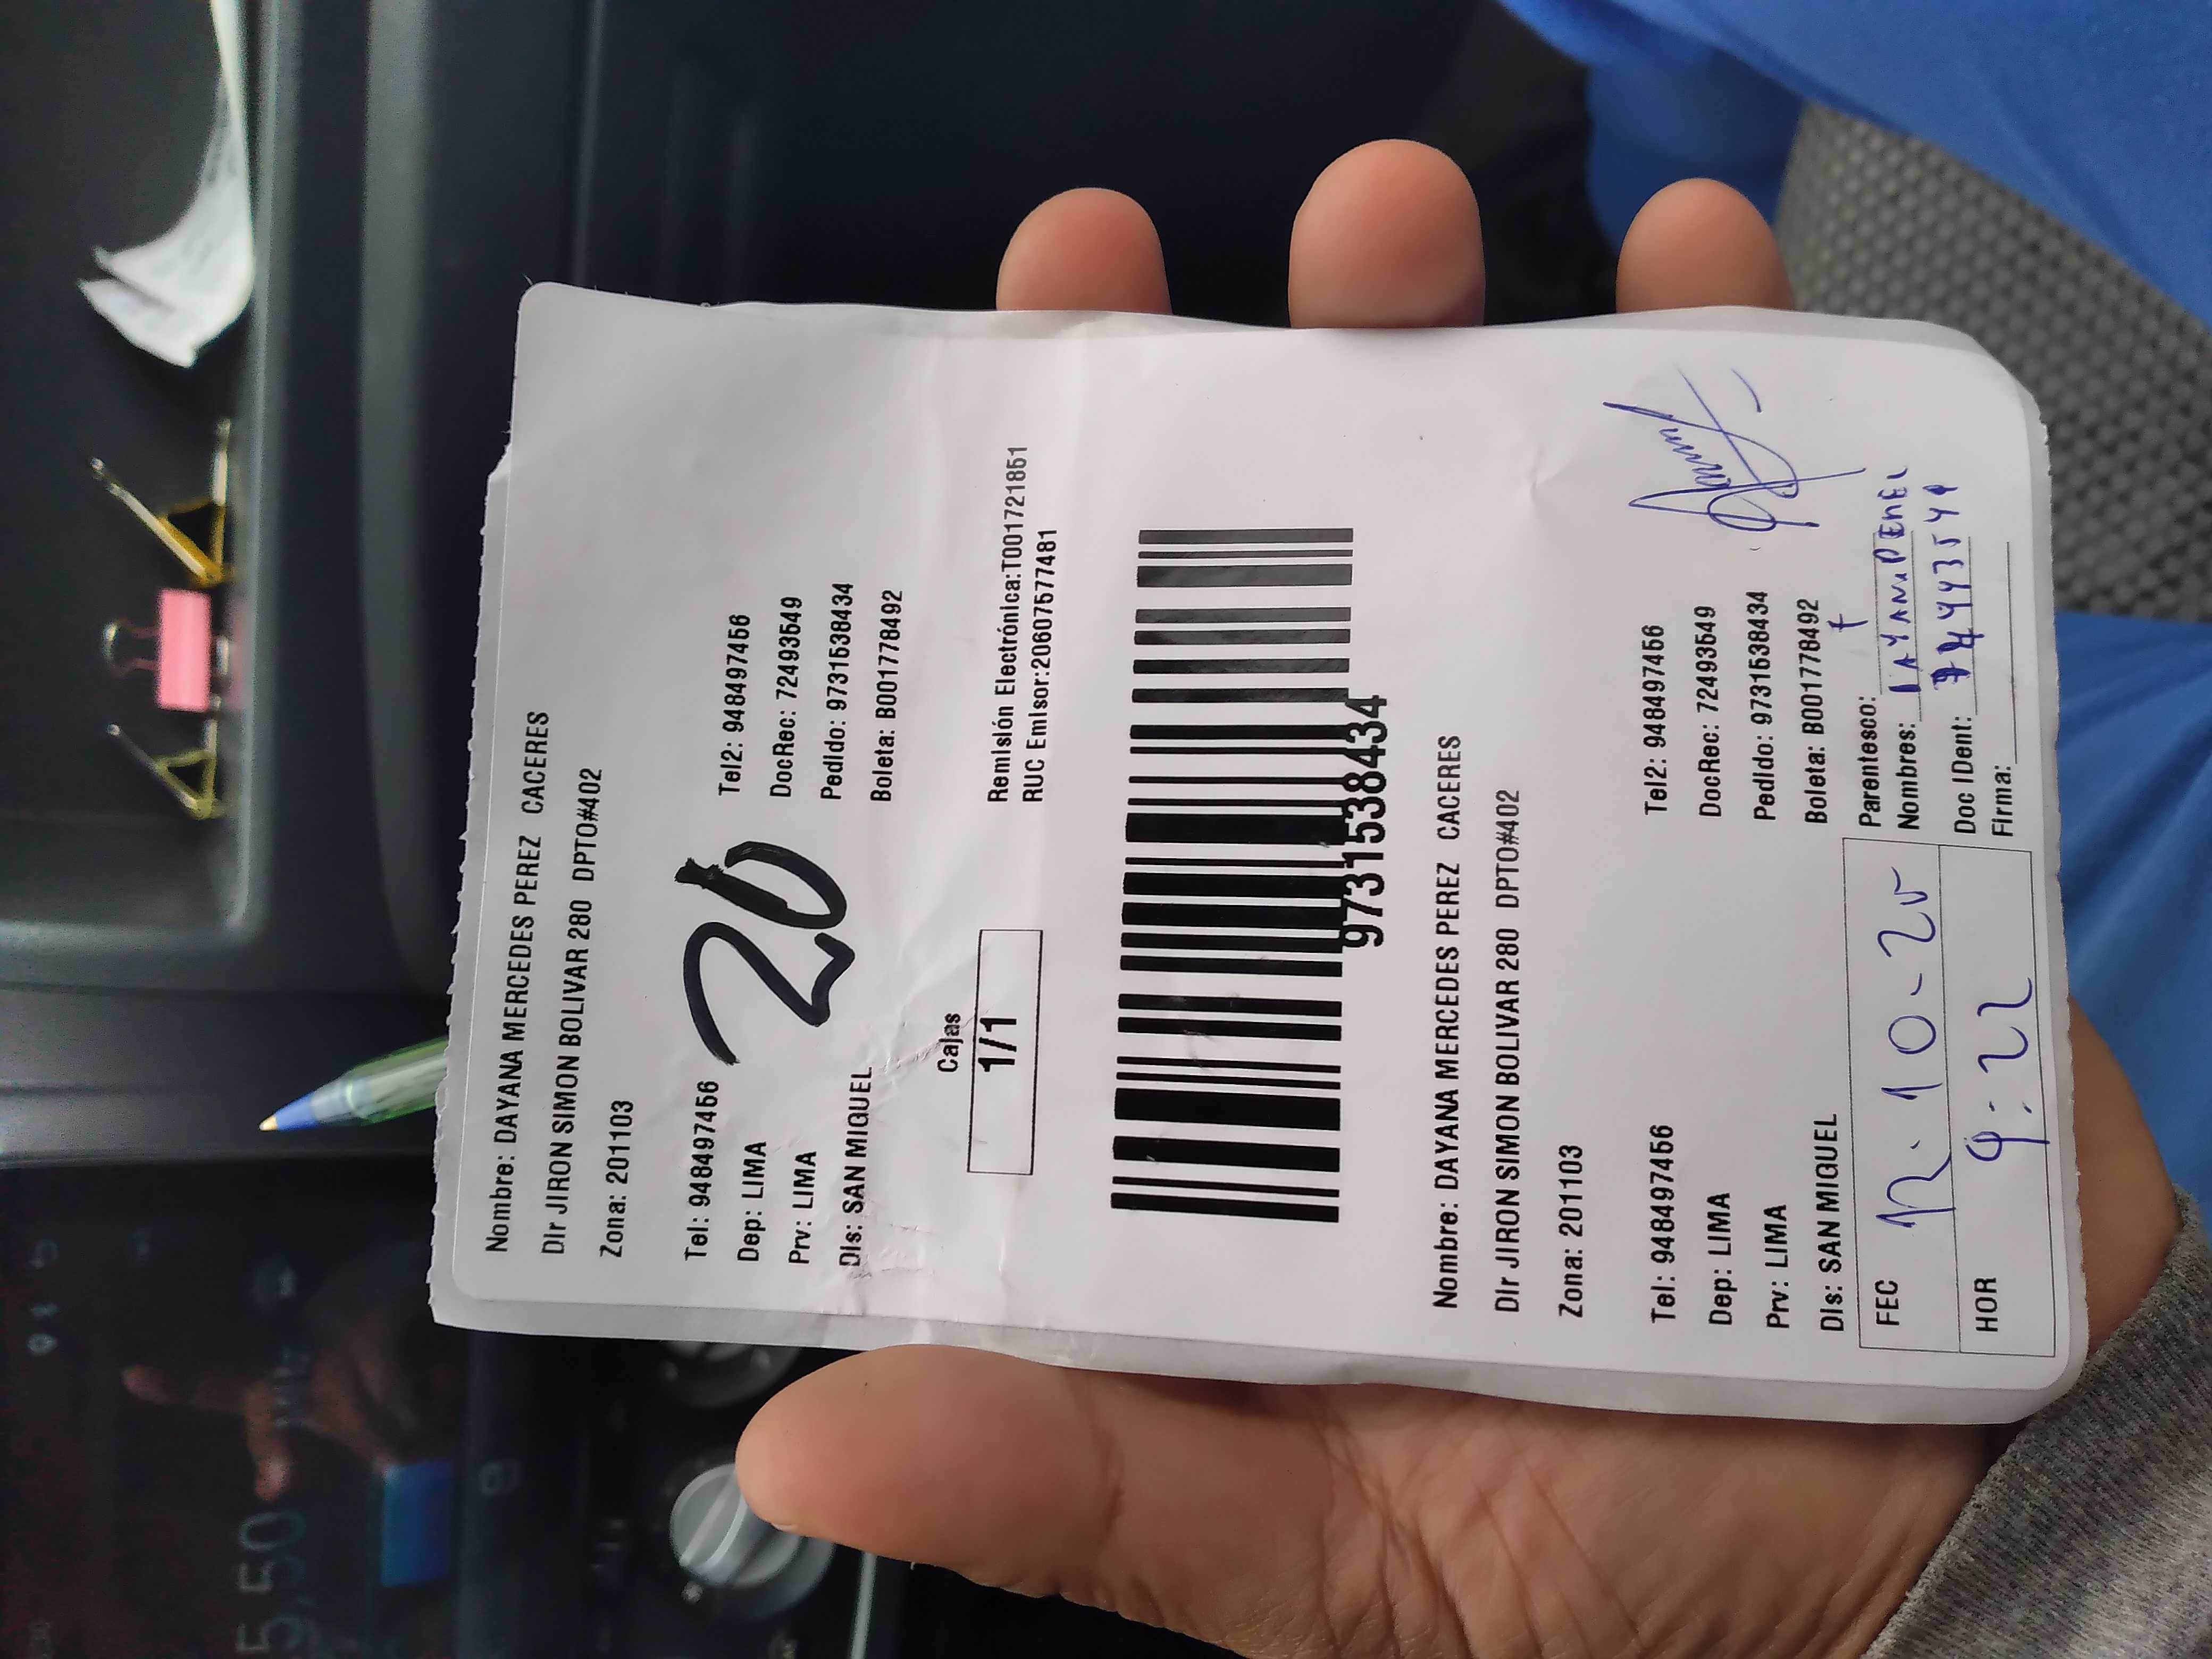 Nombre: DAYANA MERCEDES PEREZ CACERES
Dir JIRON SIMON BOLIVAR 280 DPTO#402
Zona: 201103
20
Tel: 948497456 Tel2: 948497456
Dep: LIMA DocRec: 72493549
Prv: LIMA Pedido: 9731538434
Dis: SAN MIGUEL Boleta: B001778492
Cajas
1/1
Remisión Electrónica:T001721851
RUC Emisor:20607577481
9731538434
Nombre: DAYANA MERCEDES PEREZ CACERES
Dir JIRON SIMON BOLIVAR 280 DPTO#402
Zona: 201103
Tel: 948497456 Tel2: 948497456
Dep: LIMA DocRec: 72493549
Prv: LIMA Pedido: 9731538434
Dis: SAN MIGUEL Boleta: B001778492
FEC 12-10-25 Parentesco: T
Nombres:
HOR 9:22 Doc IDent:
Firma: